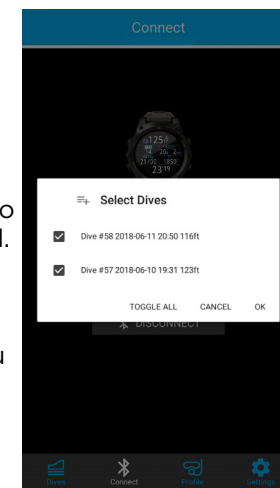 Connect
Select Dives
Dive #58 2018-06-11 20:50 116ft
Dive #57 2018-06-10 19:31 123ft
TOGGLE ALL CANCEL OK
DISCONNECT
Dives Connect Profile Settings